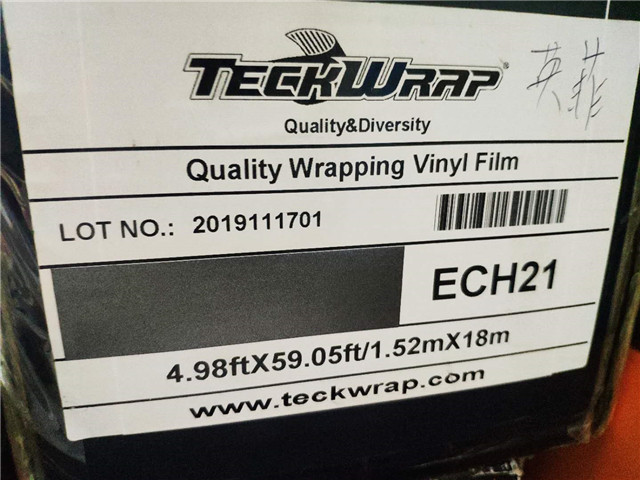 TECKWRAP
英菲
Quality&Diversity
Quality Wrapping Vinyl Film
LOT NO.: 2019111701
ECH21
4.98ftX59.05ft/1.52mX18m
www.teckwrap.com